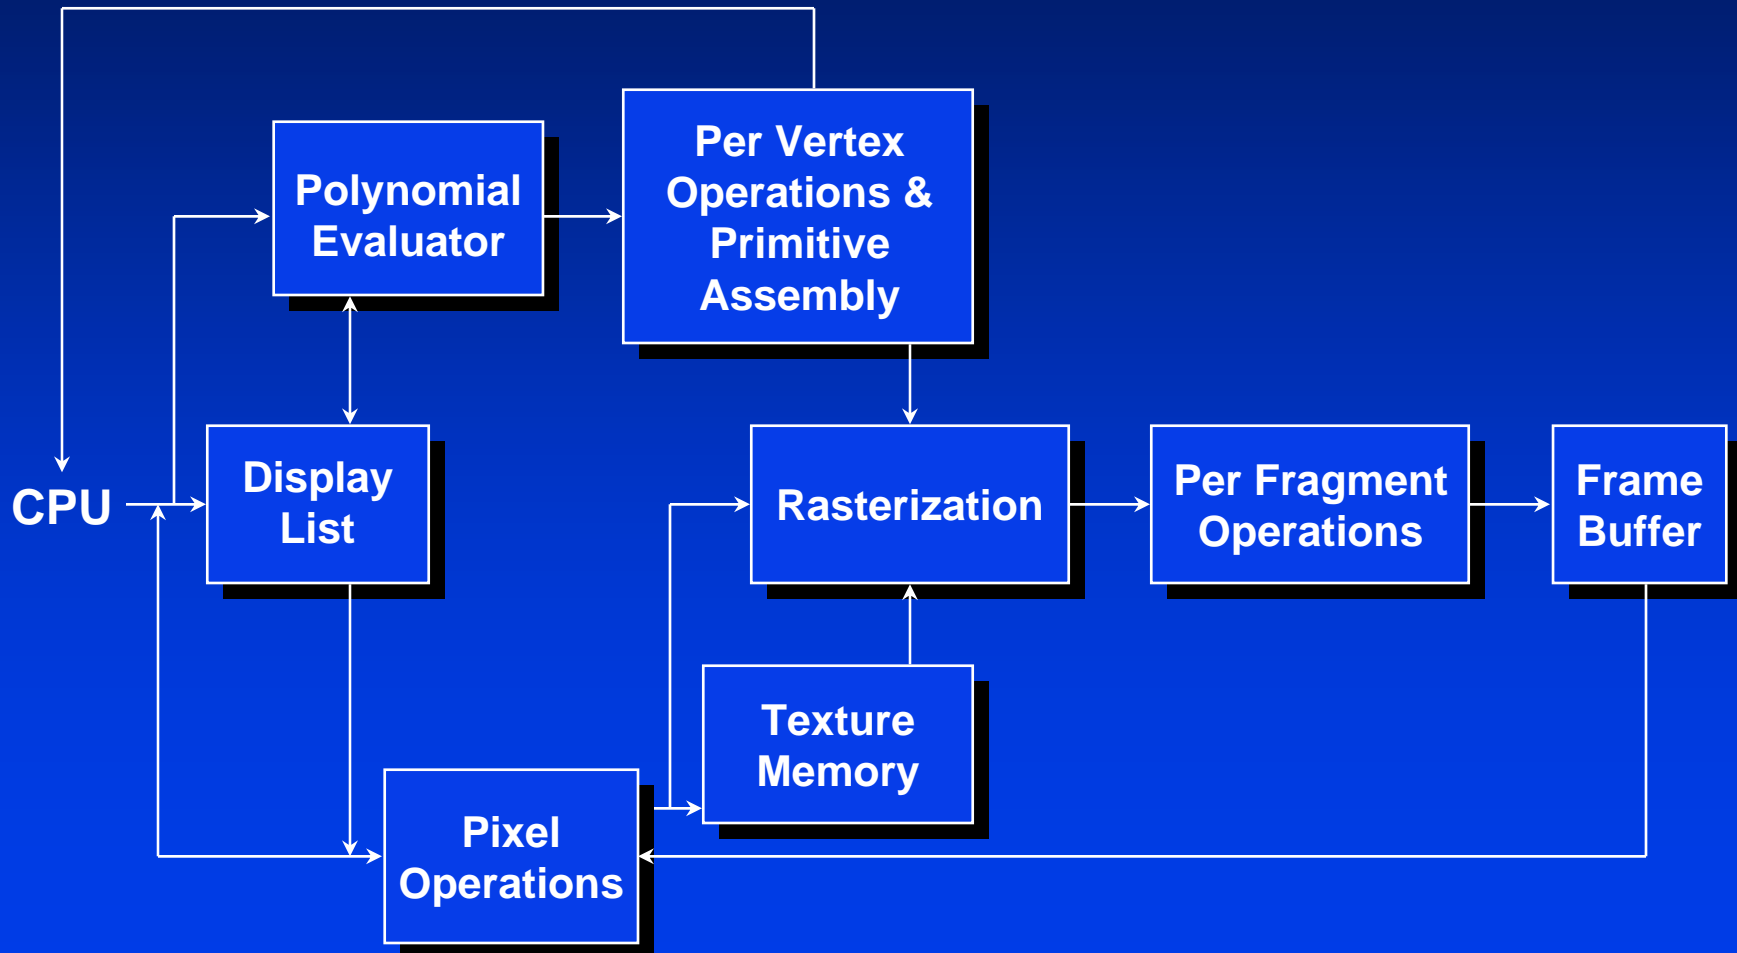 Polynomial
Evaluator
Per Vertex
Operations &
Primitive
Assembly
CPU
Display
List
Rasterization
Per Fragment
Operations
Frame
Buffer
Texture
Memory
Pixel
Operations